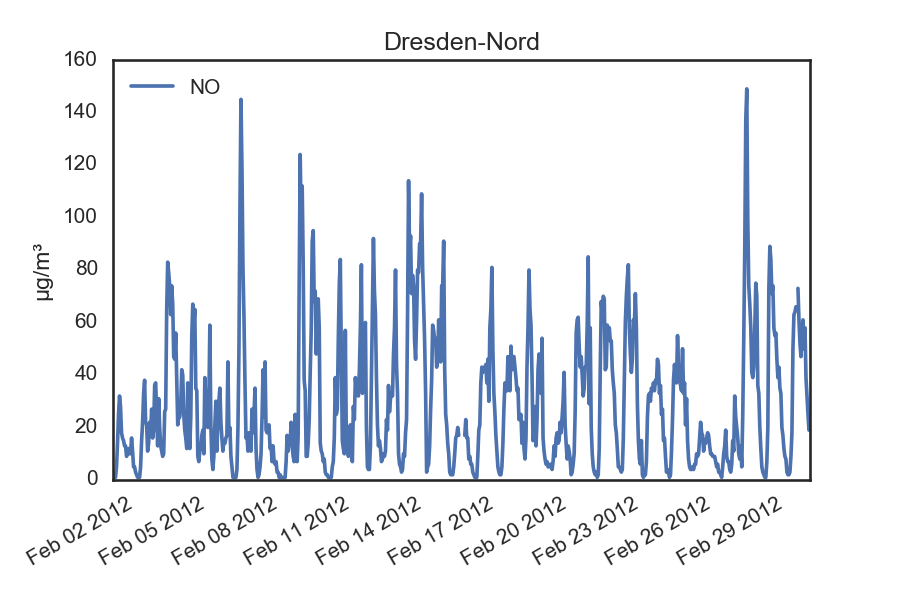 Dresden-Nord
NO
µg/m³
160
140
120
100
80
60
40
20
0
Feb 02 2012
Feb 05 2012
Feb 08 2012
Feb 11 2012
Feb 14 2012
Feb 17 2012
Feb 20 2012
Feb 23 2012
Feb 26 2012
Feb 29 2012